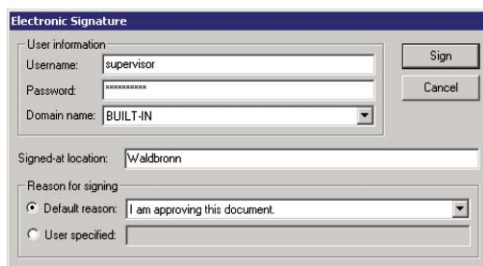 Electronic Signature
User information
Username: supervisor
Password: **********
Domain name: BUILT-IN
Sign
Cancel
Signed-at location: Waldbronn
Reason for signing
Default reason: I am approving this document.
User specified: